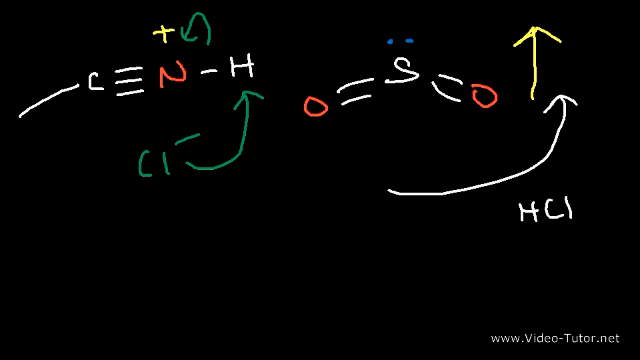 +
C≡N-H
S
O=S=O
Cl⁻
HCl
www.Video-Tutor.net